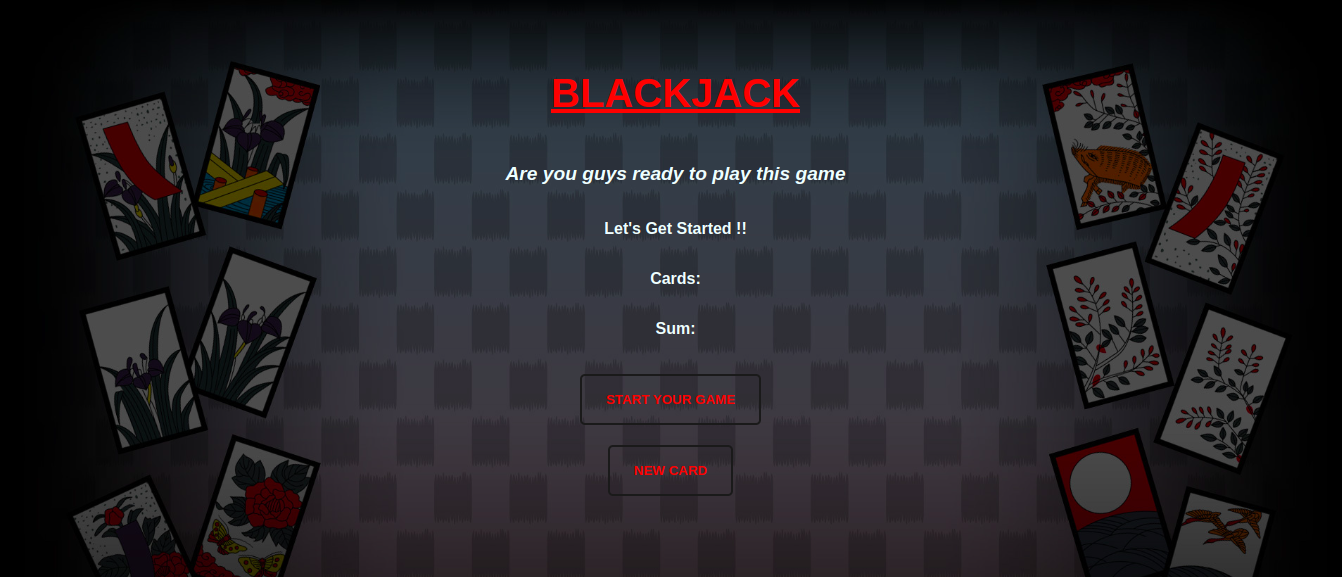 BLACKJACK
Are you guys ready to play this game
Let's Get Started !!
Cards:
Sum:
START YOUR GAME
NEW CARD